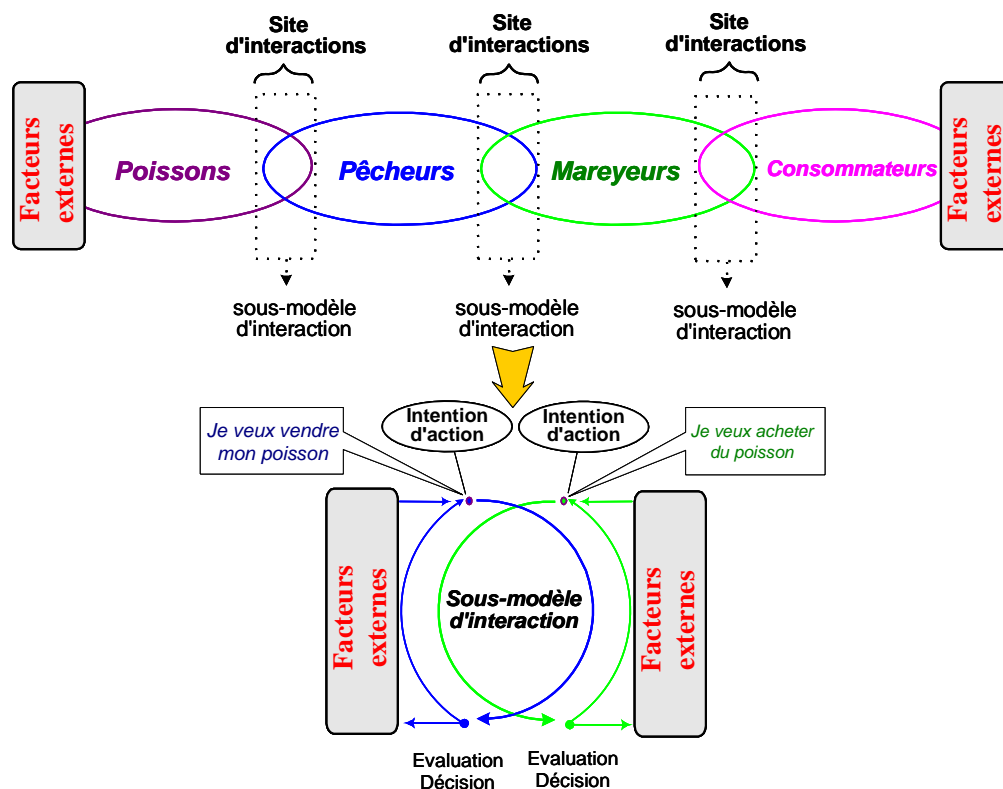 Site
d'interactions
Site
d'interactions
Site
d'interactions
Facteurs
externes
Poissons
Pêcheurs
Mareyeurs
Consommateurs
Facteurs
externes
sous-modèle
d'interaction
sous-modèle
d'interaction
sous-modèle
d'interaction
Intention
d'action
Intention
d'action
Je veux vendre
mon poisson
Je veux acheter
du poisson
Facteurs
externes
Sous-modèle
d'interaction
Facteurs
externes
Evaluation
Décision
Evaluation
Décision